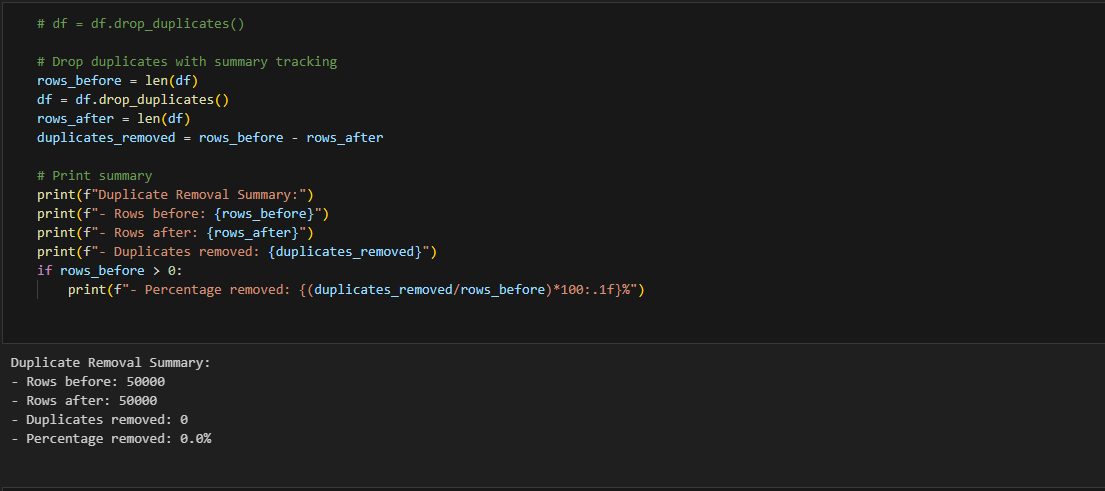 # df = df.drop_duplicates()
# Drop duplicates with summary tracking
rows_before = len(df)
df = df.drop_duplicates()
rows_after = len(df)
duplicates_removed = rows_before - rows_after
# Print summary
print(f"Duplicate Removal Summary:")
print(f"- Rows before: {rows_before}")
print(f"- Rows after: {rows_after}")
print(f"- Duplicates removed: {duplicates_removed}")
if rows_before > 0:
    print(f"- Percentage removed: {(duplicates_removed/rows_before)*100:.1f}%")
Duplicate Removal Summary:
- Rows before: 50000
- Rows after: 50000
- Duplicates removed: 0
- Percentage removed: 0.0%